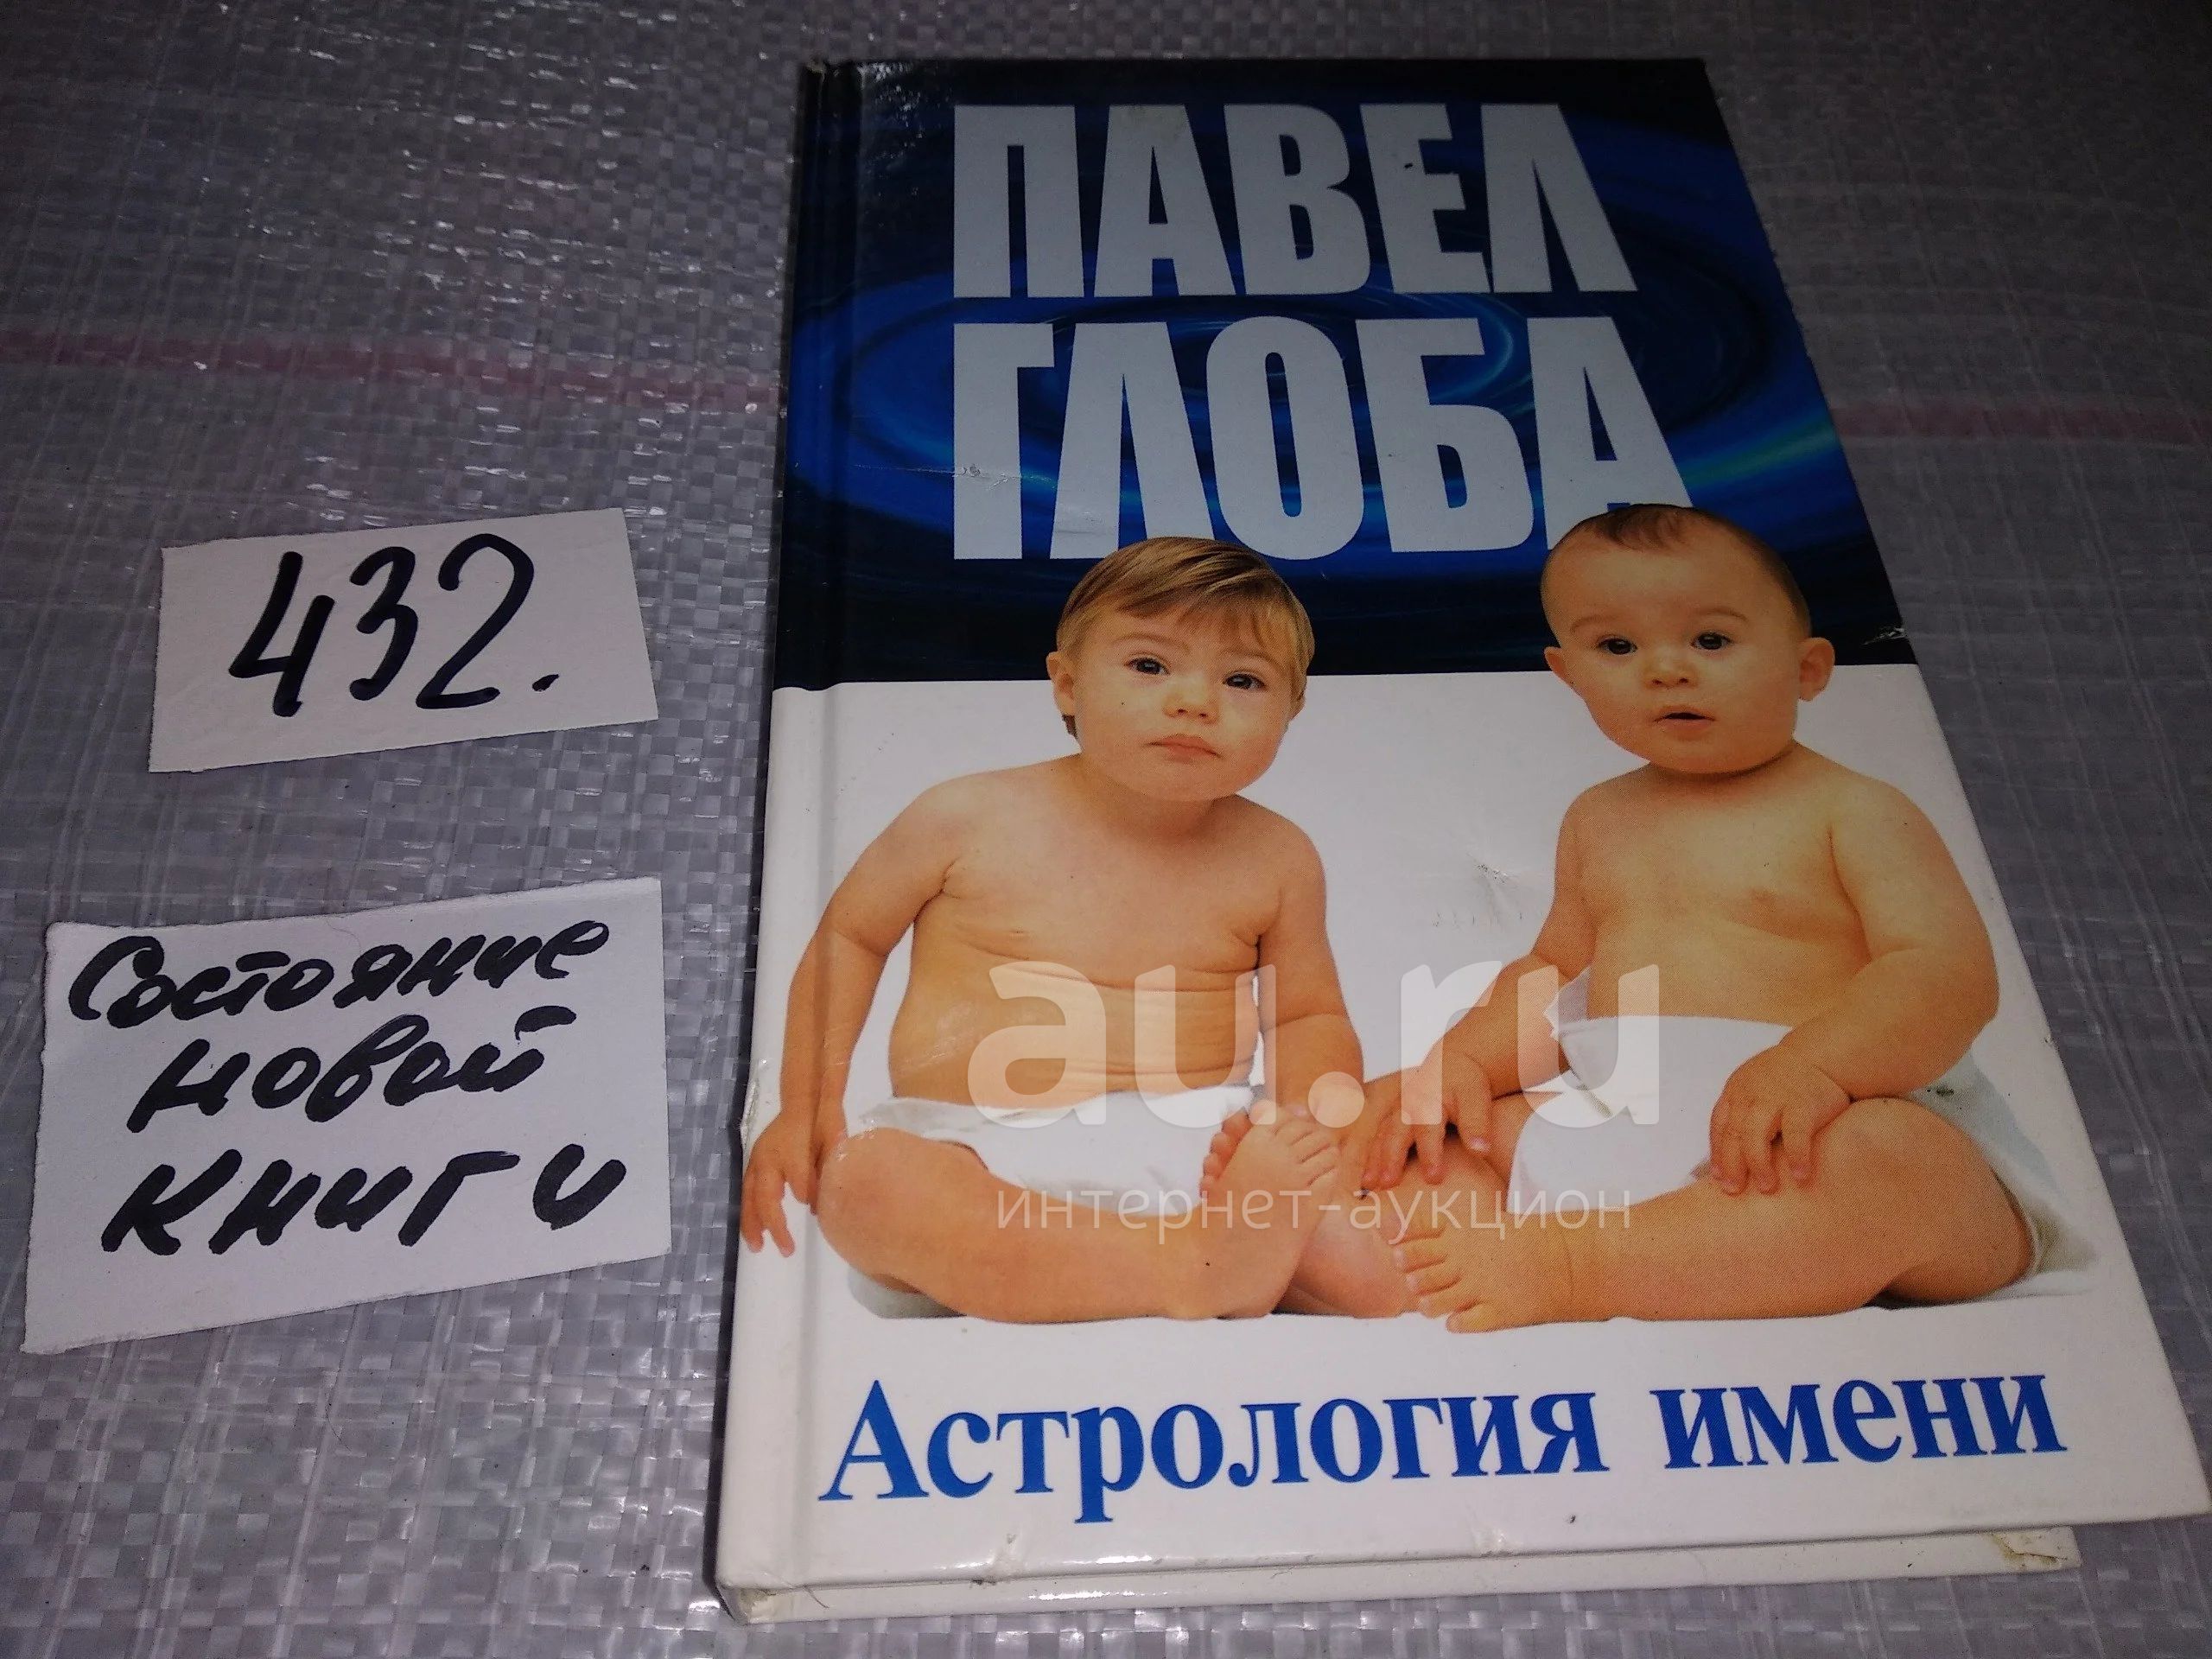 ПАВЕЛ
ГЛОБА
432.
Состояние
новой
книги
au.ru
интернет-аукцион
Астрология имени